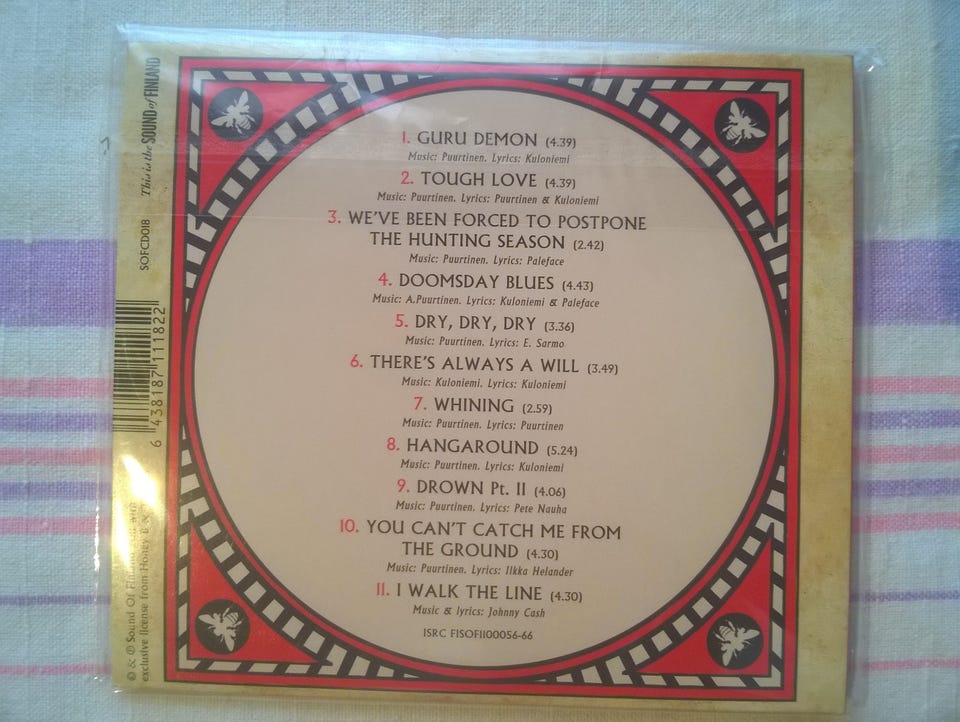 1. GURU DEMON (4.39)
Music: Puurtinen. Lyrics: Kuloniemi
2. TOUGH LOVE (4.39)
Music: Puurtinen. Lyrics: Puurtinen & Kuloniemi
3. WE'VE BEEN FORCED TO POSTPONE
THE HUNTING SEASON (2.42)
Music: Puurtinen. Lyrics: Paleface
4. DOOMSDAY BLUES (4.43)
Music: A.Puurtinen. Lyrics: Kuloniemi & Paleface
5. DRY, DRY, DRY (3.36)
Music: Puurtinen. Lyrics: E. Sarmo
6. THERE'S ALWAYS A WILL (3.49)
Music: Kuloniemi. Lyrics: Kuloniemi
7. WHINING (2.59)
Music: Puurtinen. Lyrics: Puurtinen
8. HANGAROUND (5.24)
Music: Puurtinen. Lyrics: Kuloniemi
9. DROWN Pt. II (4.06)
Music: Puurtinen. Lyrics: Pete Nauha
10. YOU CAN'T CATCH ME FROM
THE GROUND (4.30)
Music: Puurtinen. Lyrics: Ilkka Helander
11. I WALK THE LINE (4.30)
Music & lyrics: Johnny Cash
ISRC FISOF1100056-66
This is the SOUND of FINLAND
SOFCD018
6 438187 111822
© & ℗ Sound Of Finland
exclusive license from Honey B &